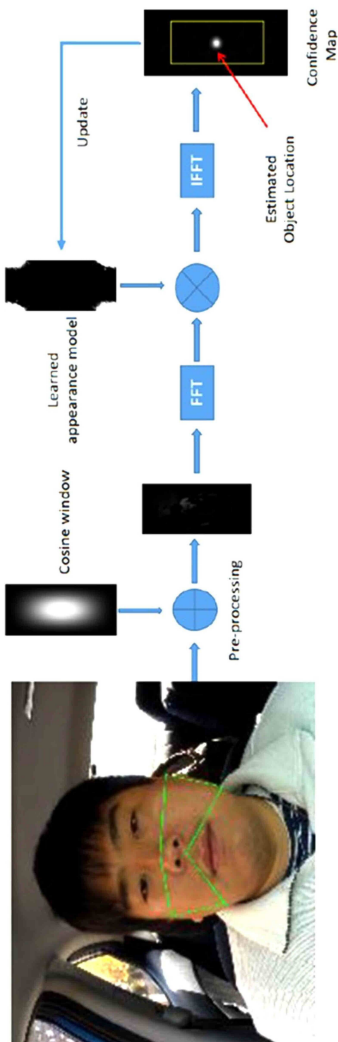 Cosine window
Pre-processing
Learned
appearance model
FFT
IFFT
Update
Estimated
Object Location
Confidence
Map